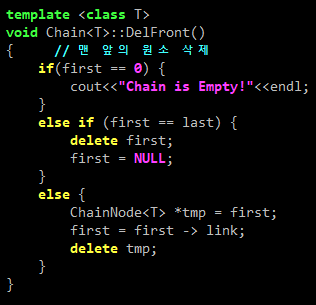 template <class T>
void Chain<T>::DelFront()
{     // 맨 앞의 원소 삭제
    if(first == 0) {
        cout<<"Chain is Empty!"<<endl;
    }
    else if (first == last) {
        delete first;
        first = NULL;
    }
    else {
        ChainNode<T> *tmp = first;
        first = first -> link;
        delete tmp;
    }
}